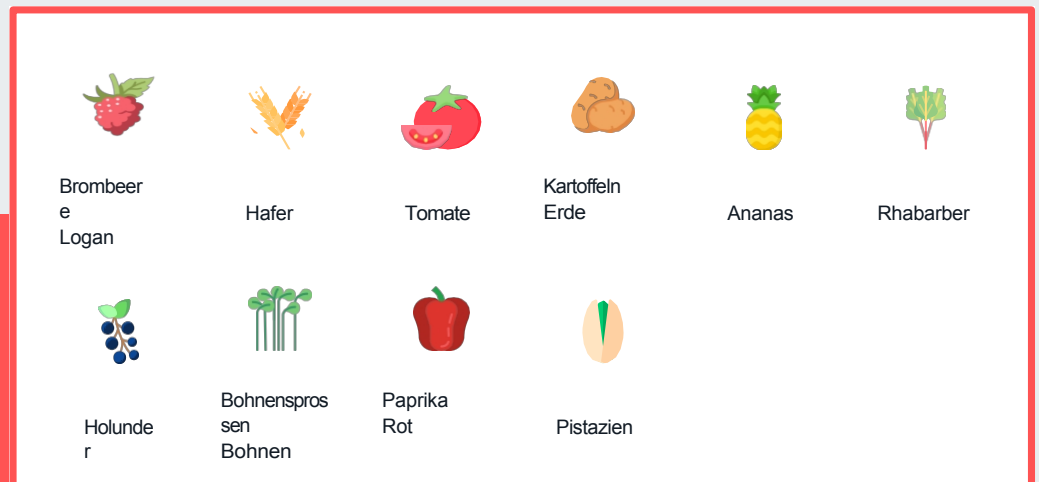 Brombeer
e
Logan
Hafer
Tomate
Kartoffeln
Erde
Ananas
Rhabarber
Holunde
r
Bohnenspros
sen
Bohnen
Paprika
Rot
Pistazien